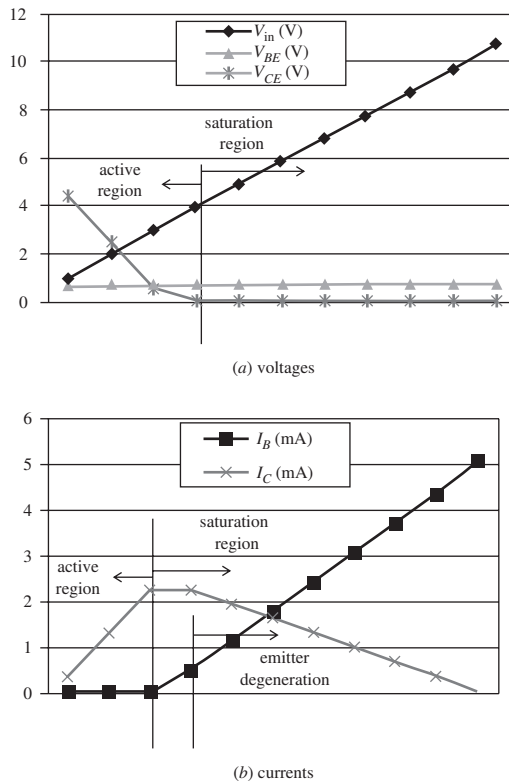 12
10
8
6
4
2
0
V_in (V)
V_BE (V)
V_CE (V)
saturation
region
active
region
(a) voltages
6
5
4
3
2
1
0
I_B (mA)
I_C (mA)
saturation
region
active
region
emitter
degeneration
(b) currents